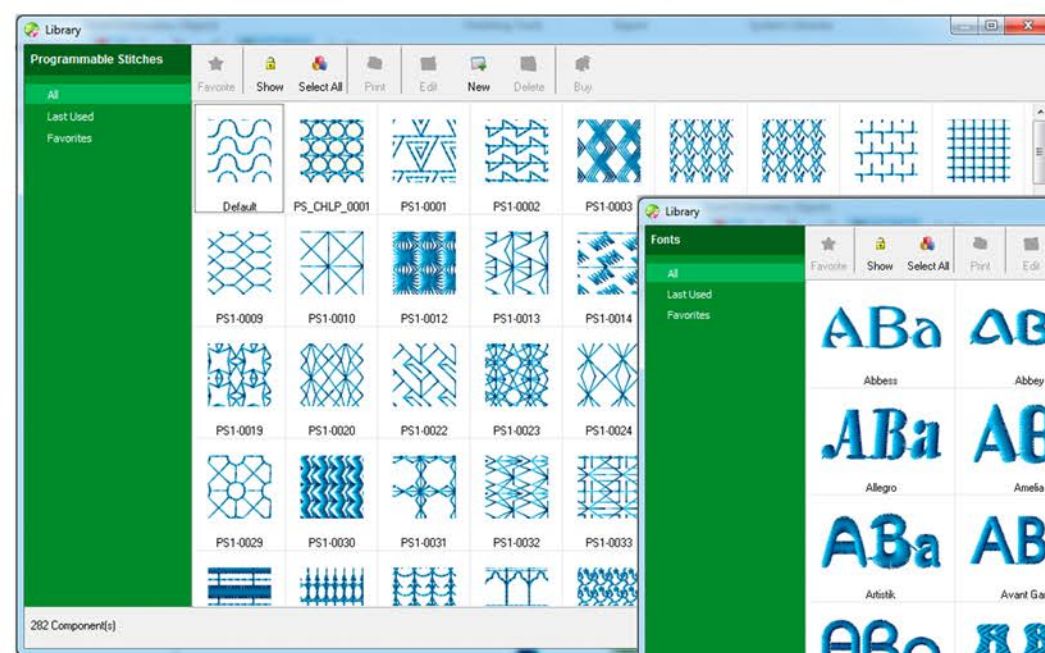 Library
Programmable Stitches
All
Last Used
Favorites
Favorite Show Select All Print Edit New Delete Buy
Default PS_CHLP_0001 PS1-0001 PS1-0002 PS1-0003
PS1-0009 PS1-0010 PS1-0012 PS1-0013 PS1-0014
PS1-0019 PS1-0020 PS1-0022 PS1-0023 PS1-0024
PS1-0029 PS1-0030 PS1-0031 PS1-0032 PS1-0033
282 Component(s)
Library
Fonts
All
Last Used
Favorites
Favorite Show Select All Print Edit
ABa AB
Abbess Abbey
ABa AB
Allegro Amelia
ABa AB
Artistik Avant Ga
ABa